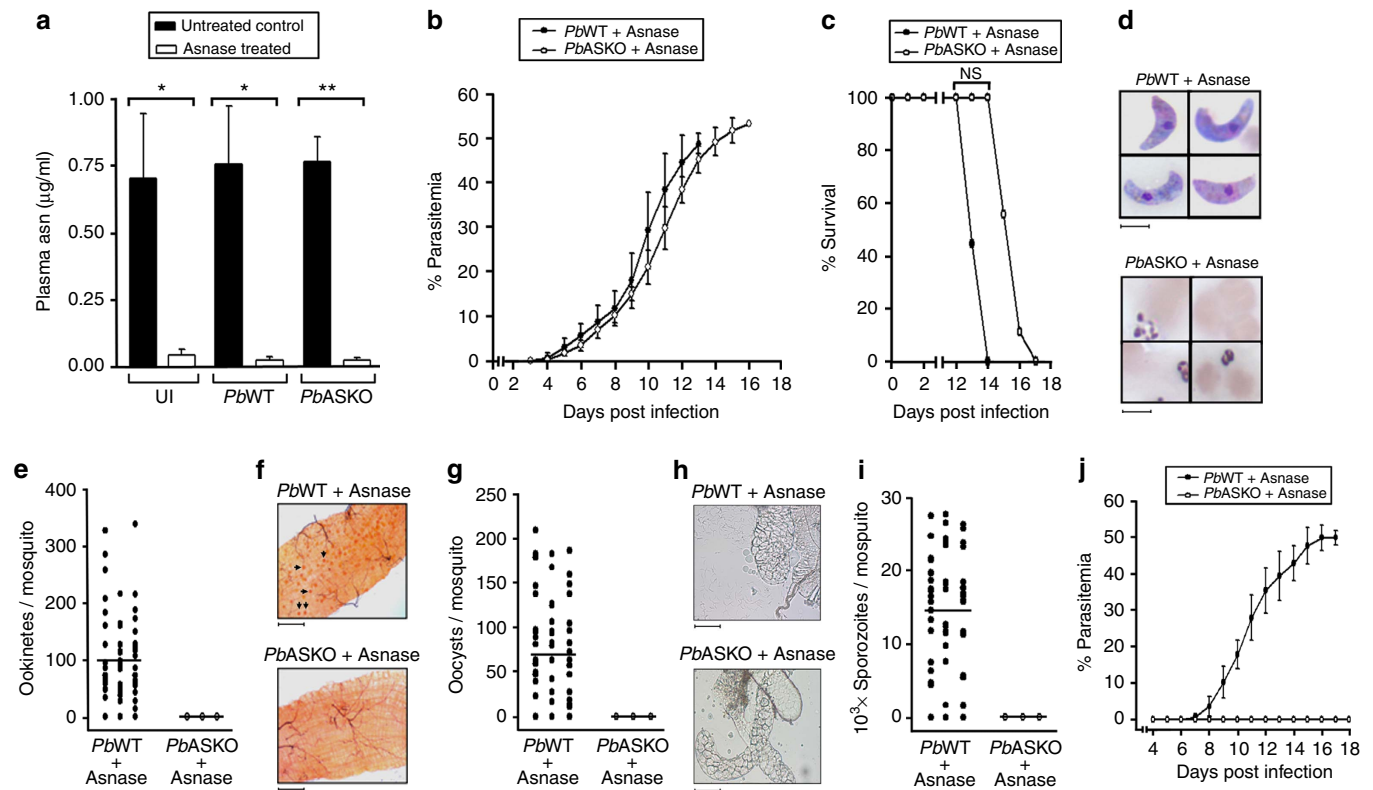 a
Untreated control
Asnase treated
* * **
1.00
0.75
0.50
0.25
0.00
Plasma asn (μg/ml)
UI PbWT PbASKO
b
PbWT + Asnase
PbASKO + Asnase
60
50
40
30
20
10
0
% Parasitemia
0 2 4 6 8 10 12 14 16 18
Days post infection
c
PbWT + Asnase
PbASKO + Asnase
NS
100
80
60
40
20
0
% Survival
0 2 12 14 16 18
Days post infection
d
PbWT + Asnase
PbASKO + Asnase
e
400
300
200
100
0
Ookinetes / mosquito
PbWT PbASKO
+ +
Asnase Asnase
f
PbWT + Asnase
PbASKO + Asnase
g
250
200
150
100
50
0
Oocysts / mosquito
PbWT PbASKO
+ +
Asnase Asnase
h
PbWT + Asnase
PbASKO + Asnase
i
30
20
10
0
10³× Sporozoites / mospuito
PbWT PbASKO
+ +
Asnase Asnase
j
PbWT + Asnase
PbASKO + Asnase
60
50
40
30
20
10
0
% Parasitemia
4 6 8 10 12 14 16 18
Days post infection